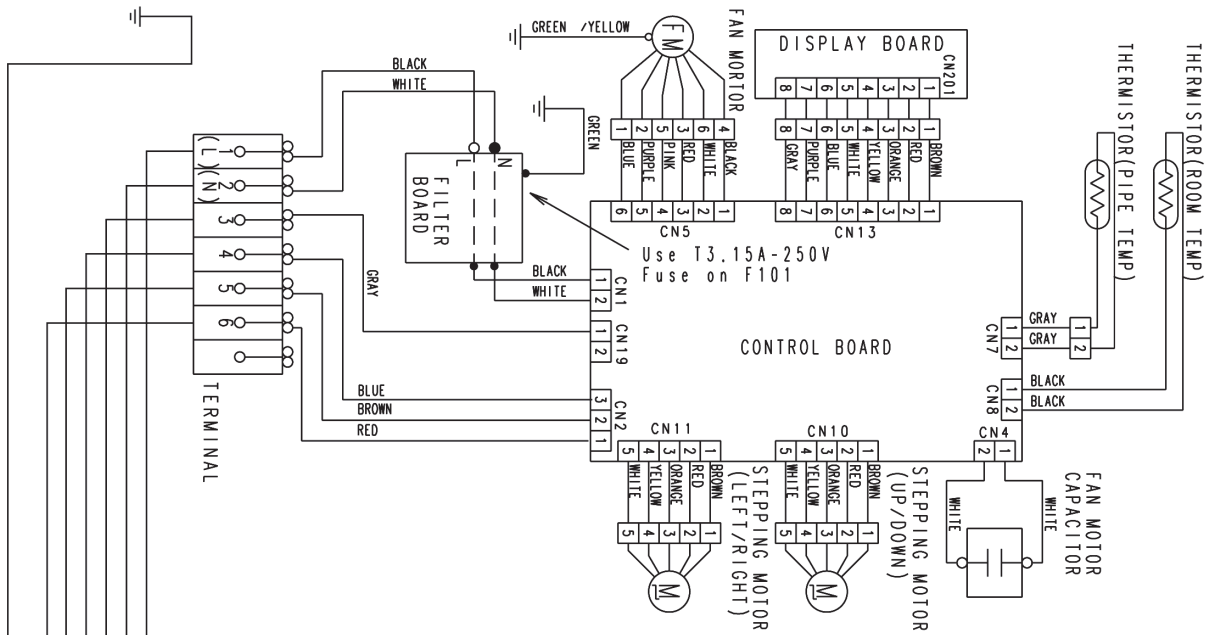 GREEN /YELLOW
FM
FAN MORTOR
DISPLAY BOARD
CN201
8 7 6 5 4 3 2 1
THERMISTOR(PIPE TEMP)
THERMISTOR(ROOM TEMP)
BLACK
WHITE
GREEN
1 2 5 3 6 4
BLUE
PURPLE
PINK
RED
WHITE
BLACK
6 5 4 3 2 1
CN5
8 7 6 5 4 3 2 1
GRAY
PURPLE
BLUE
WHITE
YELLOW
ORANGE
RED
BROWN
8 7 6 5 4 3 2 1
CN13
1 (L)
2 (N)
3
4
5
6
TERMINAL
L
N
FILTER
BOARD
Use T3.15A-250V
Fuse on F101
BLACK
WHITE
1
2
CN1
GRAY
1
2
CN19
CONTROL BOARD
CN7
1
2
GRAY
GRAY
1
2
CN8
1
2
BLACK
BLACK
BLUE
BROWN
RED
3
2
1
CN2
CN11
5 4 3 2 1
WHITE
YELLOW
ORANGE
RED
BROWN
5 4 3 2 1
M
STEPPING MOTOR
(LEFT/RIGHT)
CN10
5 4 3 2 1
WHITE
YELLOW
ORANGE
RED
BROWN
5 4 3 2 1
M
STEPPING MOTOR
(UP/DOWN)
CN4
2 1
WHITE
WHITE
FAN MOTOR
CAPACITOR